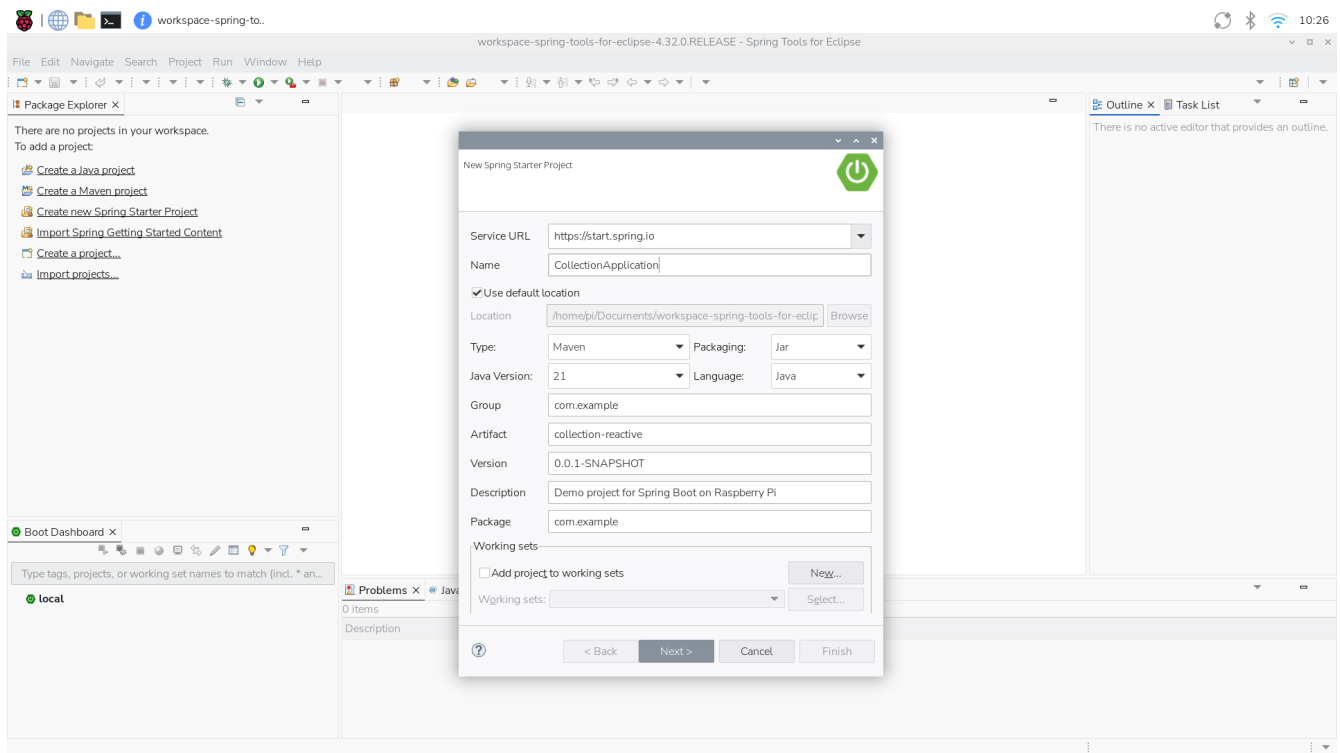 workspace-spring-to..
10:26
workspace-spring-tools-for-eclipse-4.32.0.RELEASE - Spring Tools for Eclipse
File Edit Navigate Search Project Run Window Help
Package Explorer
There are no projects in your workspace.
To add a project:
Create a Java project
Create a Maven project
Create new Spring Starter Project
Import Spring Getting Started Content
Create a project...
Import projects...
Outline
Task List
There is no active editor that provides an outline.
New Spring Starter Project
Service URL https://start.spring.io
Name CollectionApplication
Use default location
Location /home/pi/Documents/workspace-spring-tools-for-eclip Browse
Type: Maven Packaging: Jar
Java Version: 21 Language: Java
Group com.example
Artifact collection-reactive
Version 0.0.1-SNAPSHOT
Description Demo project for Spring Boot on Raspberry Pi
Package com.example
Working sets
Add project to working sets New...
Working sets: Select...
< Back Next > Cancel Finish
Boot Dashboard
Type tags, projects, or working set names to match (incl. * an...
local
Problems
Java
0 items
Description